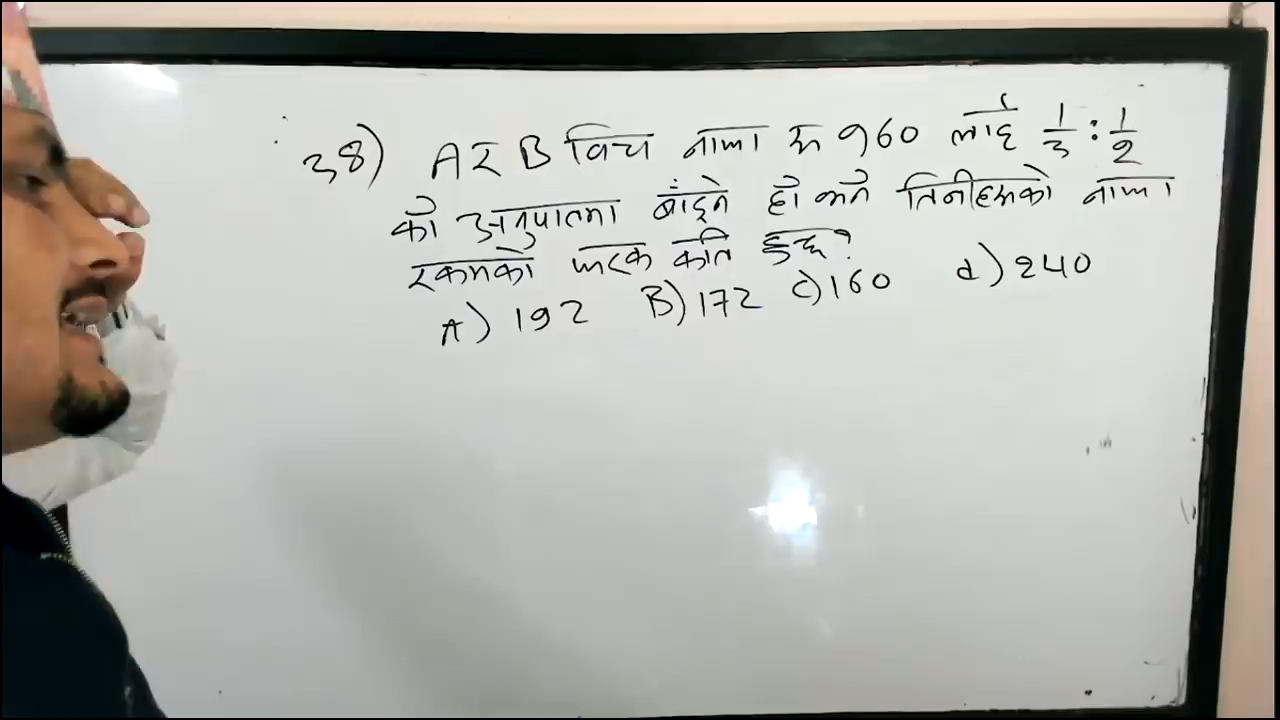 38) A र B विच नाफा रू 960 लाई 1/3 : 1/2
को अनुपातमा बाँड्ने हो भने तिनीहरूको नाफा
रकमको फरक कति हुन्छ?
A) 192 B) 172 C) 160 d) 240